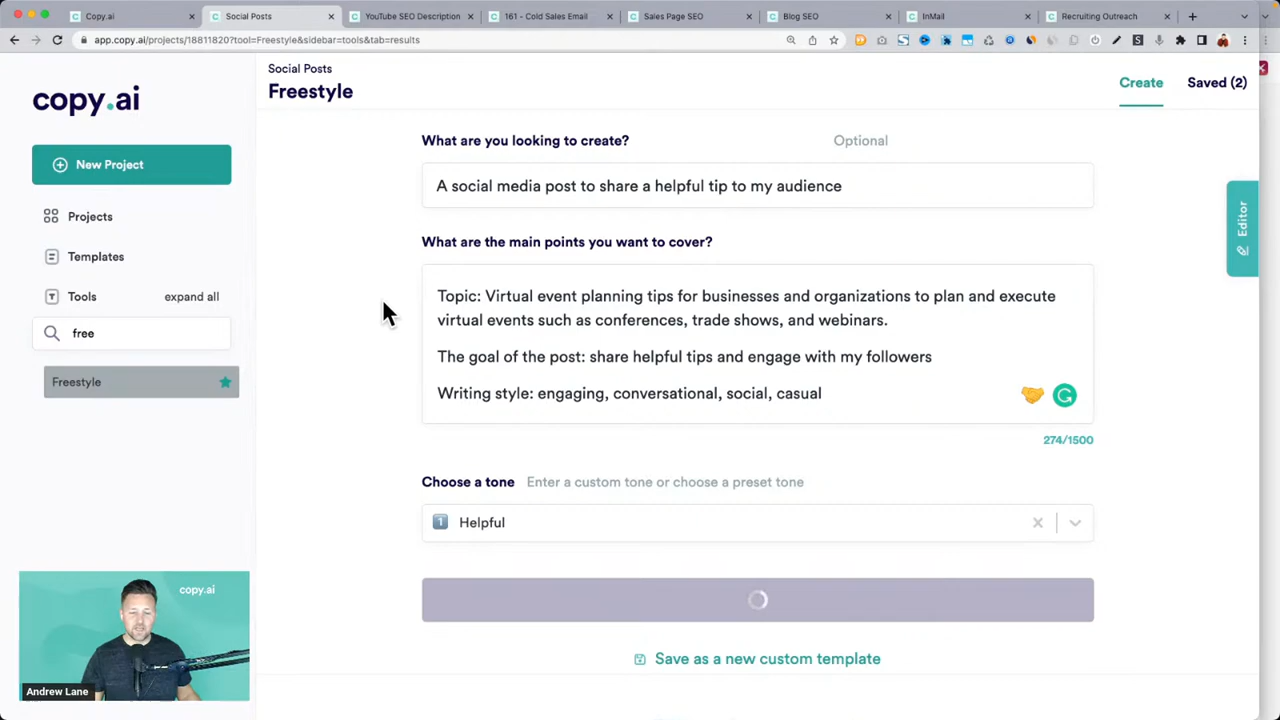 Copy.ai
Social Posts
YouTube SEO Description
161 - Cold Sales Email
Sales Page SEO
Blog SEO
InMail
Recruiting Outreach
app.copy.ai/projects/18811820?tool=Freestyle&sidebar=tools&tab=results
copy.ai
New Project
Projects
Templates
Tools
expand all
free
Freestyle
Social Posts
Freestyle
Create
Saved (2)
What are you looking to create?
Optional
A social media post to share a helpful tip to my audience
What are the main points you want to cover?
Topic: Virtual event planning tips for businesses and organizations to plan and execute
virtual events such as conferences, trade shows, and webinars.
The goal of the post: share helpful tips and engage with my followers
Writing style: engaging, conversational, social, casual
274/1500
Choose a tone
Enter a custom tone or choose a preset tone
1 Helpful
Save as a new custom template
Editor
copy.ai
Andrew Lane